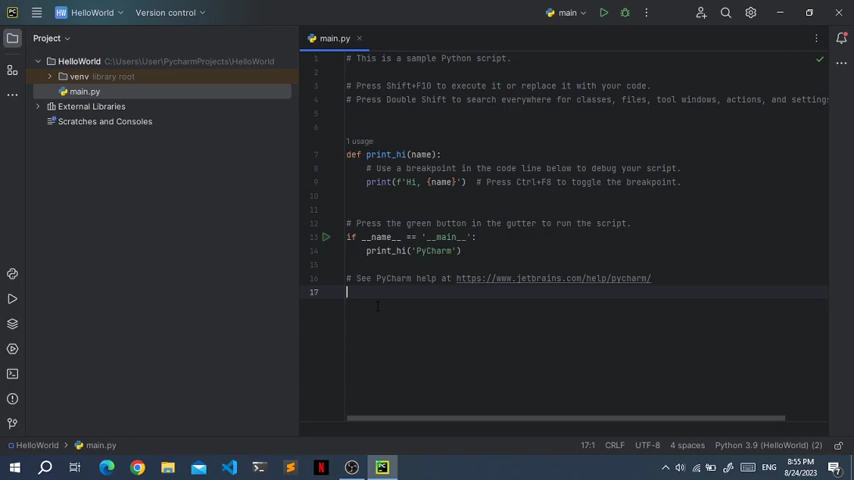 PC
HW HelloWorld
Version control
main
Project
main.py
HelloWorld C:\Users\User\PycharmProjects\HelloWorld
venv library root
main.py
External Libraries
Scratches and Consoles
1 # This is a sample Python script.
2
3 # Press Shift+F10 to execute it or replace it with your code.
4 # Press Double Shift to search everywhere for classes, files, tool windows, actions, and settings
5
6
1 usage
7 def print_hi(name):
8 # Use a breakpoint in the code line below to debug your script.
9 print(f'Hi, {name}') # Press Ctrl+F8 to toggle the breakpoint.
10
11
12 # Press the green button in the gutter to run the script.
13 if __name__ == '__main__':
14 print_hi('PyCharm')
15
16 # See PyCharm help at https://www.jetbrains.com/help/pycharm/
17
HelloWorld
main.py
17:1 CRLF UTF-8 4 spaces Python 3.9 (HelloWorld) (2)
N
PC
ENG
8:55 PM
8/24/2023